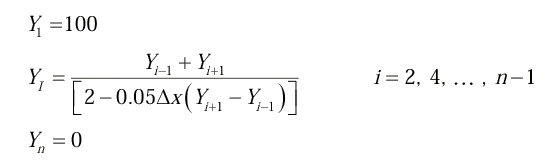 Y_1 = 100
Y_I = \frac{Y_{i-1} + Y_{i+1}}{[2 - 0.05Δx(Y_{i+1} - Y_{i-1})]}     i = 2, 4, … , n - 1
Y_n = 0